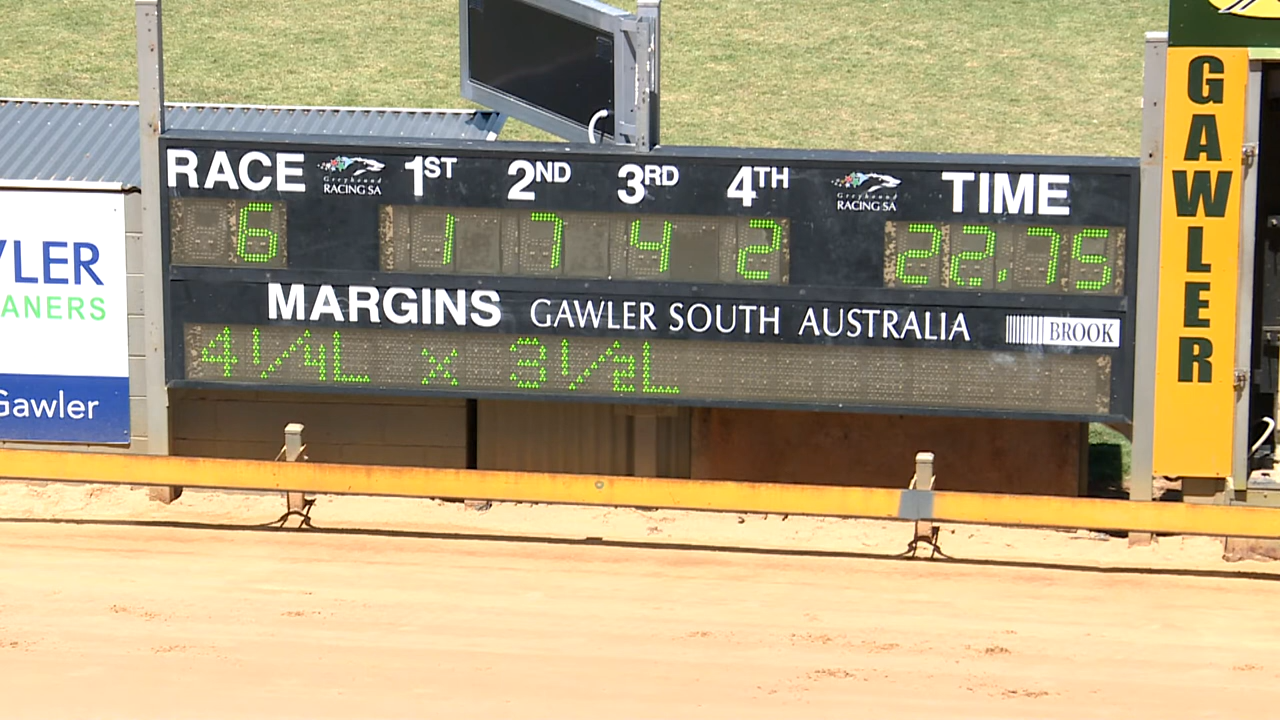 RACE Greyhound RACING SA 1ST 2ND 3RD 4TH Greyhound RACING SA TIME
6 1 7 4 2 22.75
MARGINS GAWLER SOUTH AUSTRALIA BROOK
4 1/4L x 3 1/2L
GAWLER
VLER
ANERS
Gawler